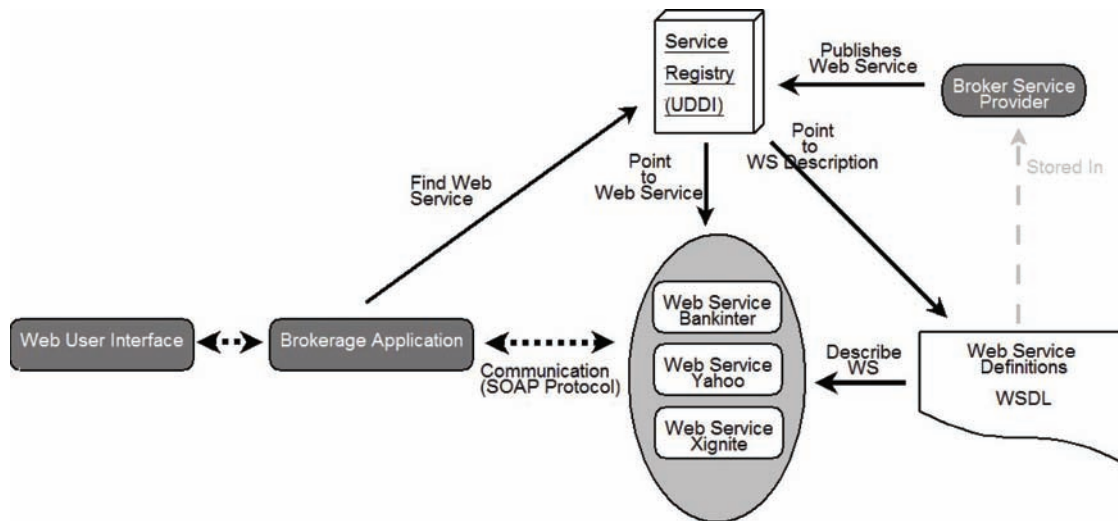 Service
Registry
(UDDI)
Publishes
Web Service
Broker Service
Provider
Point
to
WS Description
Point
to
Web Service
Stored In
Find Web
Service
Web User Interface
Brokerage Application
Communication
(SOAP Protocol)
Web Service
Bankinter
Web Service
Yahoo
Web Service
Xignite
Describe
WS
Web Service
Definitions
WSDL